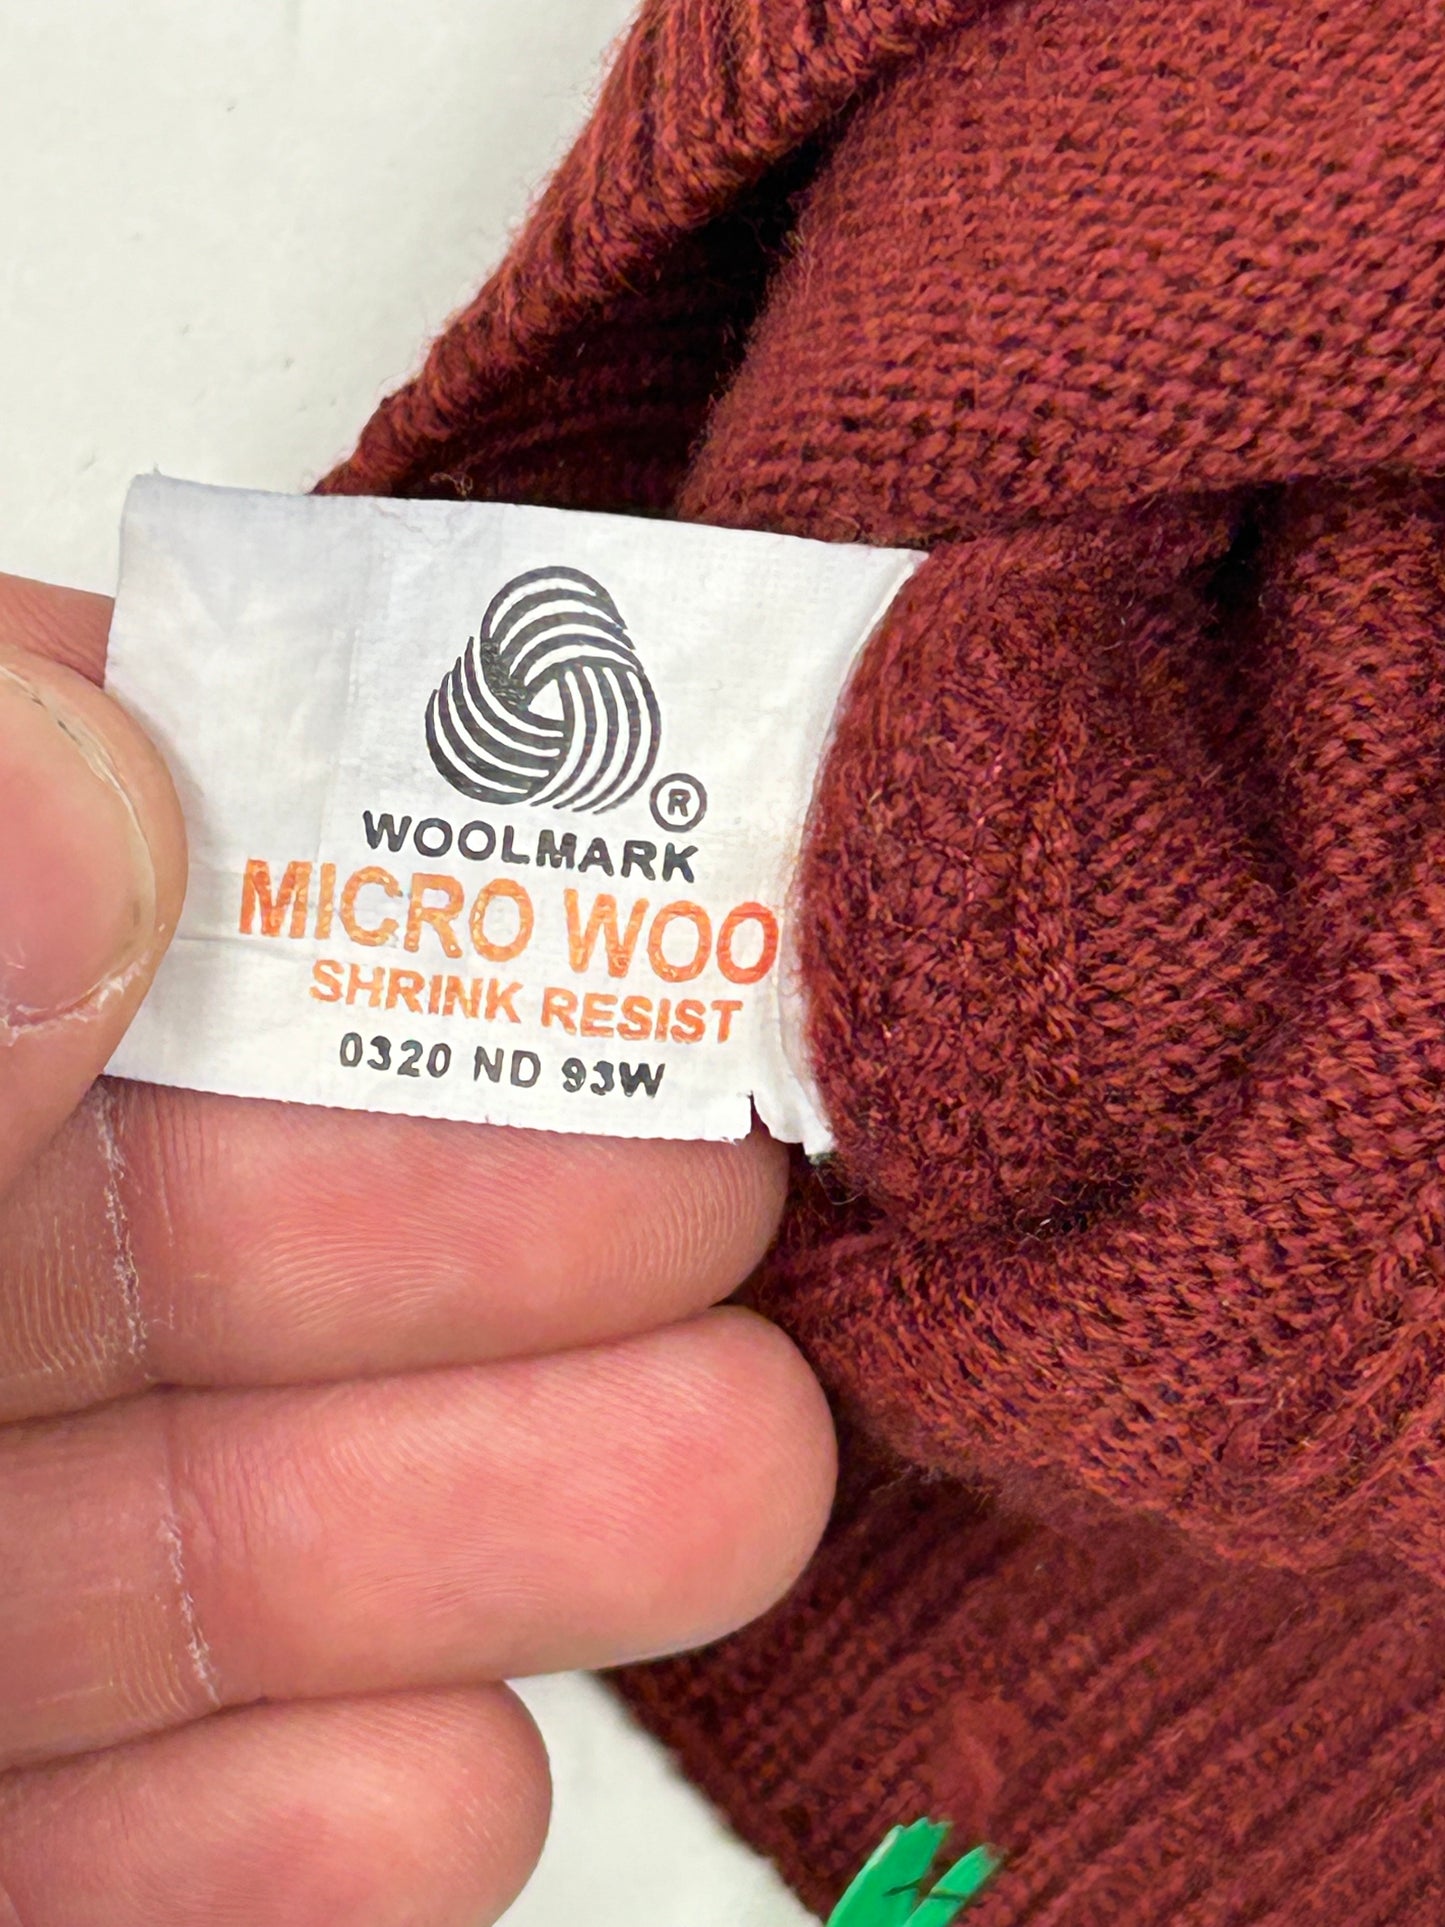 ®
WOOLMARK
MICRO WOO
SHRINK RESIST
0320 ND 93W